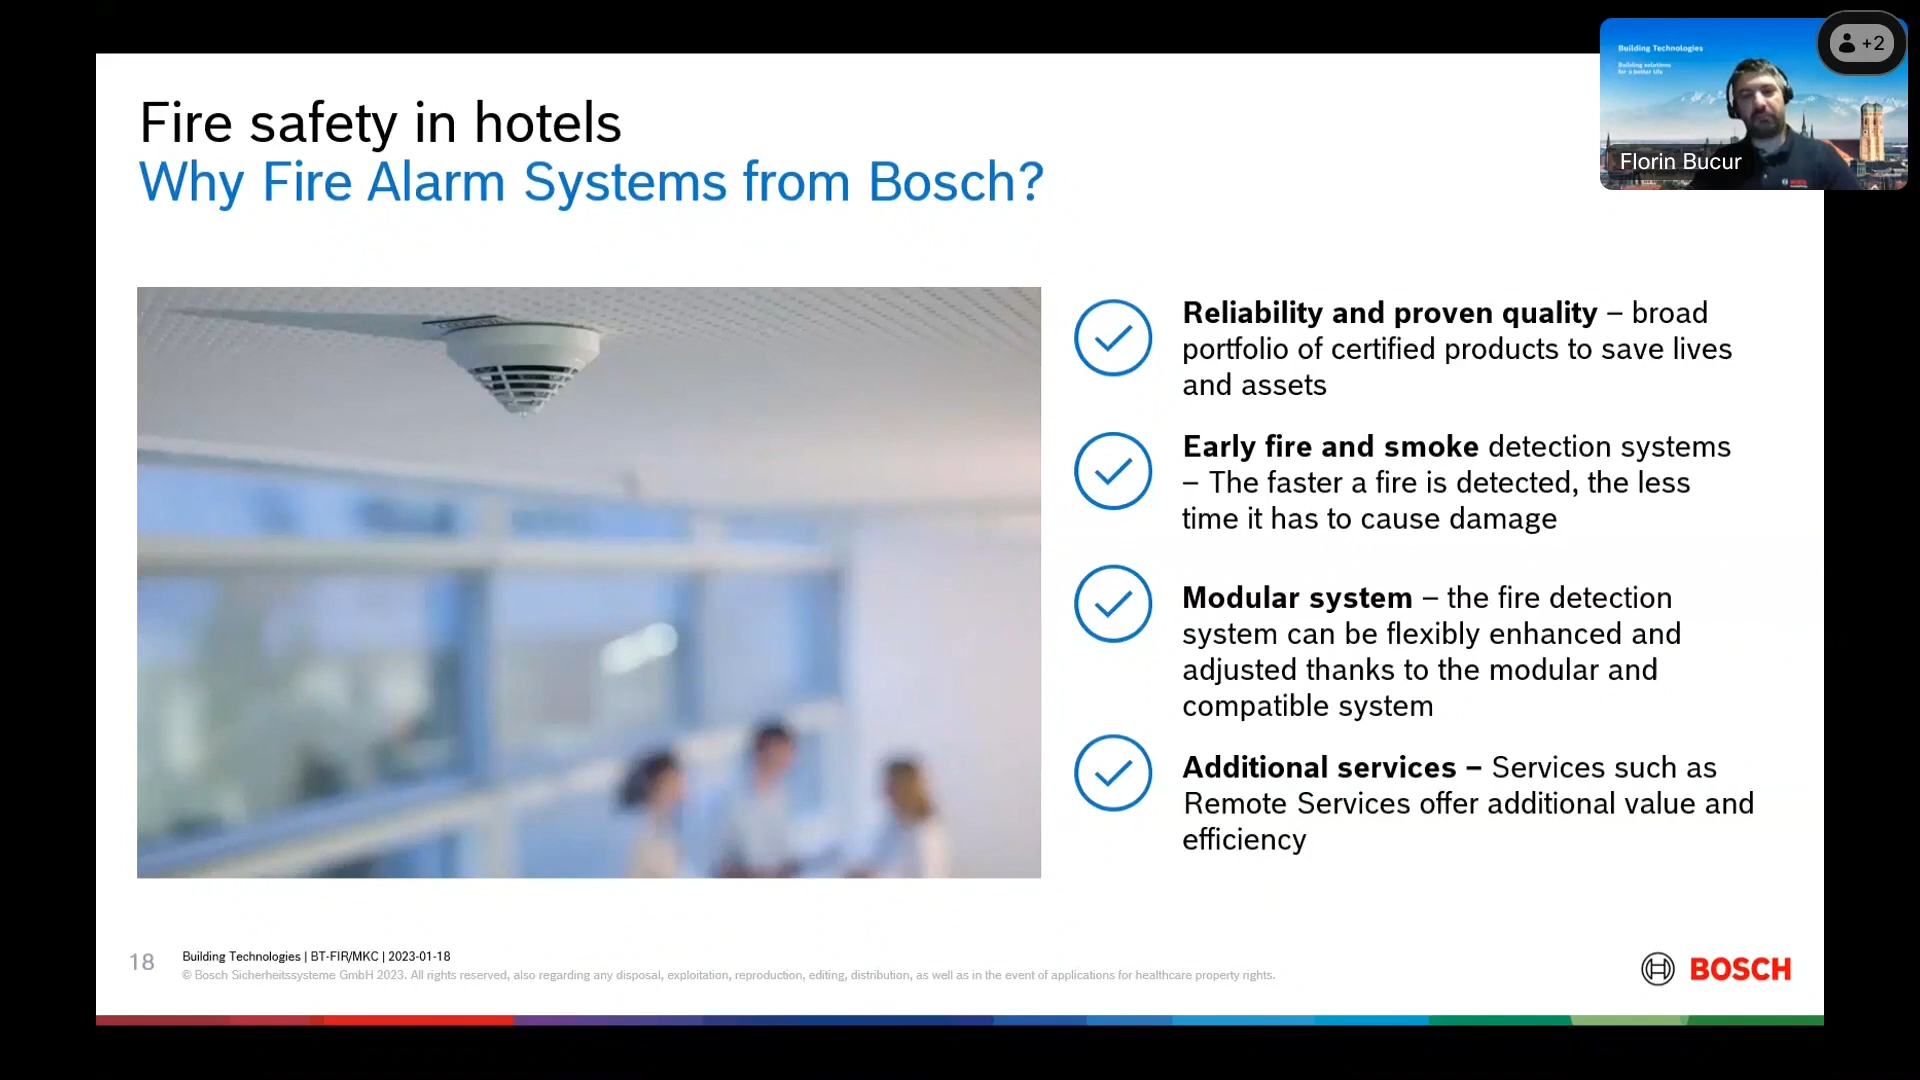 Fire safety in hotels
Why Fire Alarm Systems from Bosch?
Building Technologies
Building solutions
for a better life
+2
Florin Bucur
Reliability and proven quality – broad
portfolio of certified products to save lives
and assets
Early fire and smoke detection systems
– The faster a fire is detected, the less
time it has to cause damage
Modular system – the fire detection
system can be flexibly enhanced and
adjusted thanks to the modular and
compatible system
Additional services – Services such as
Remote Services offer additional value and
efficiency
18
Building Technologies | BT-FIR/MKC | 2023-01-18
© Bosch Sicherheitssysteme GmbH 2023. All rights reserved, also regarding any disposal, exploitation, reproduction, editing, distribution, as well as in the event of applications for healthcare property rights.
BOSCH